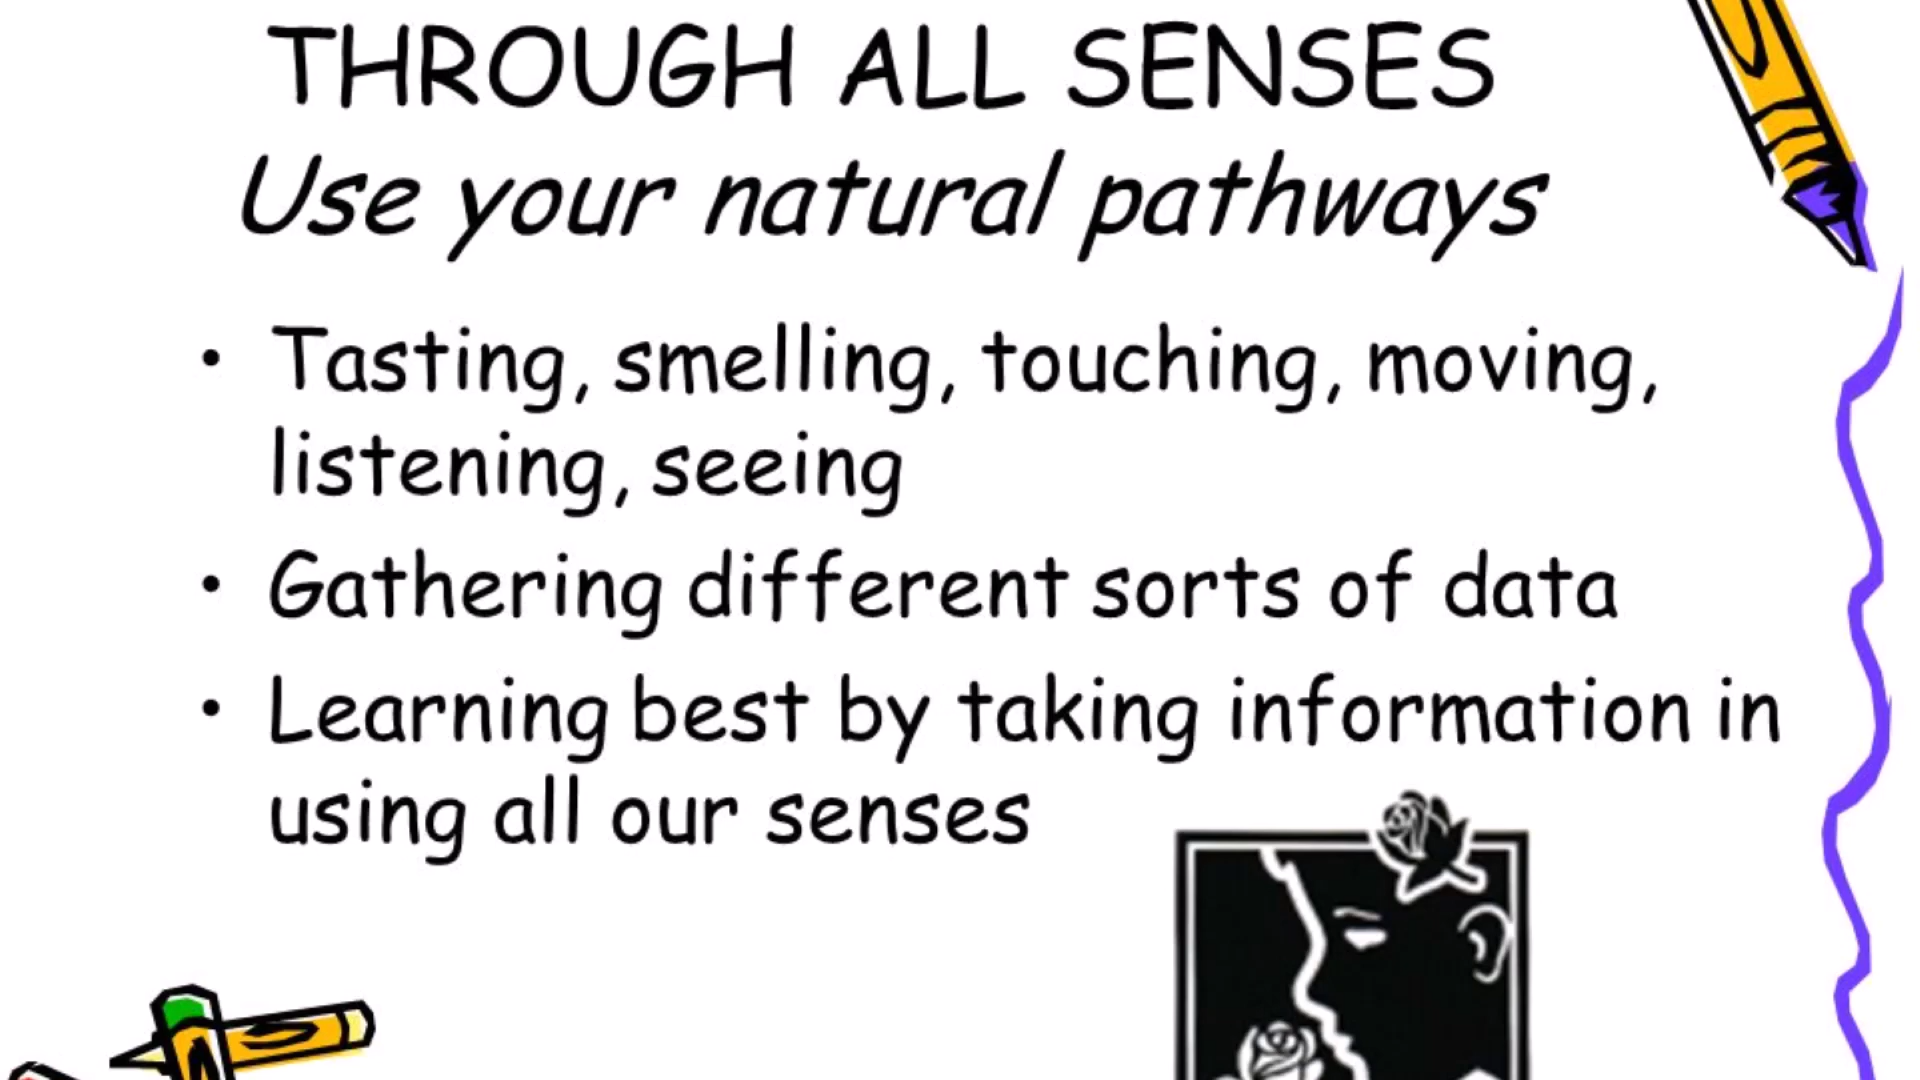 THROUGH ALL SENSES
Use your natural pathways
• Tasting, smelling, touching, moving,
listening, seeing
• Gathering different sorts of data
• Learning best by taking information in
using all our senses